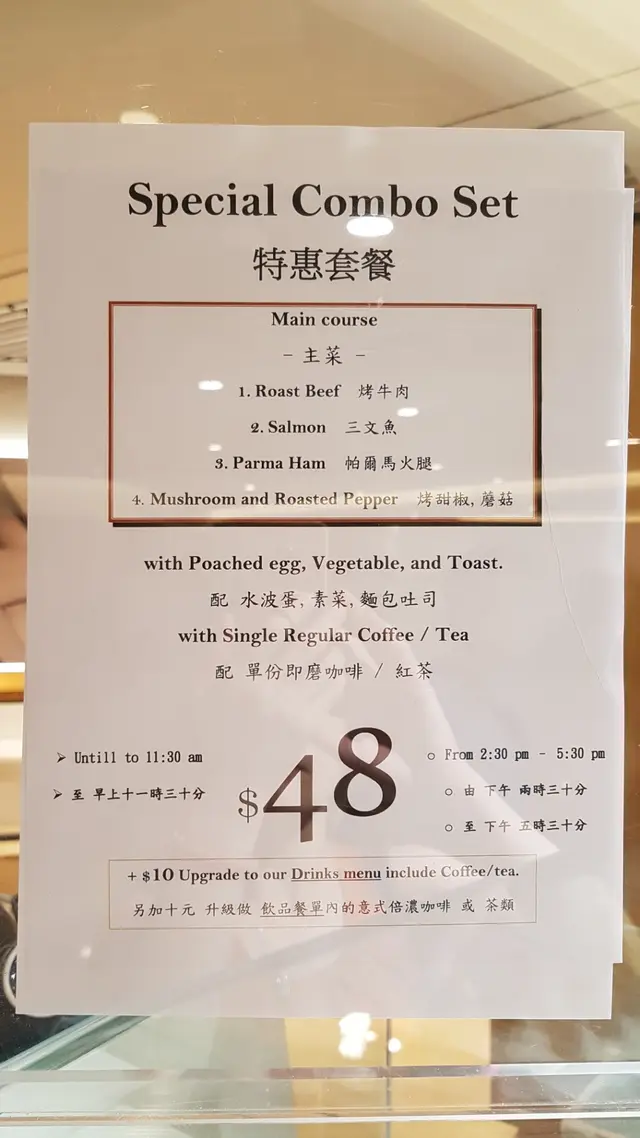 Special Combo Set
特惠套餐
Main course
– 主菜 –
1. Roast Beef 烤牛肉
2. Salmon 三文魚
3. Parma Ham 帕爾馬火腿
4. Mushroom and Roasted Pepper 烤甜椒, 蘑菇
with Poached egg, Vegetable, and Toast.
配 水波蛋, 素菜, 麵包吐司
with Single Regular Coffee / Tea
配 單份即磨咖啡 / 紅茶
➢ Untill to 11:30 am
➢ 至 早上十一時三十分
$48
○ From 2:30 pm – 5:30 pm
○ 由 下午 兩時三十分
○ 至 下午 五時三十分
+ $10 Upgrade to our Drinks menu include Coffee/tea.
另加十元 升級做 飲品餐單內的意式倍濃咖啡 或 茶類